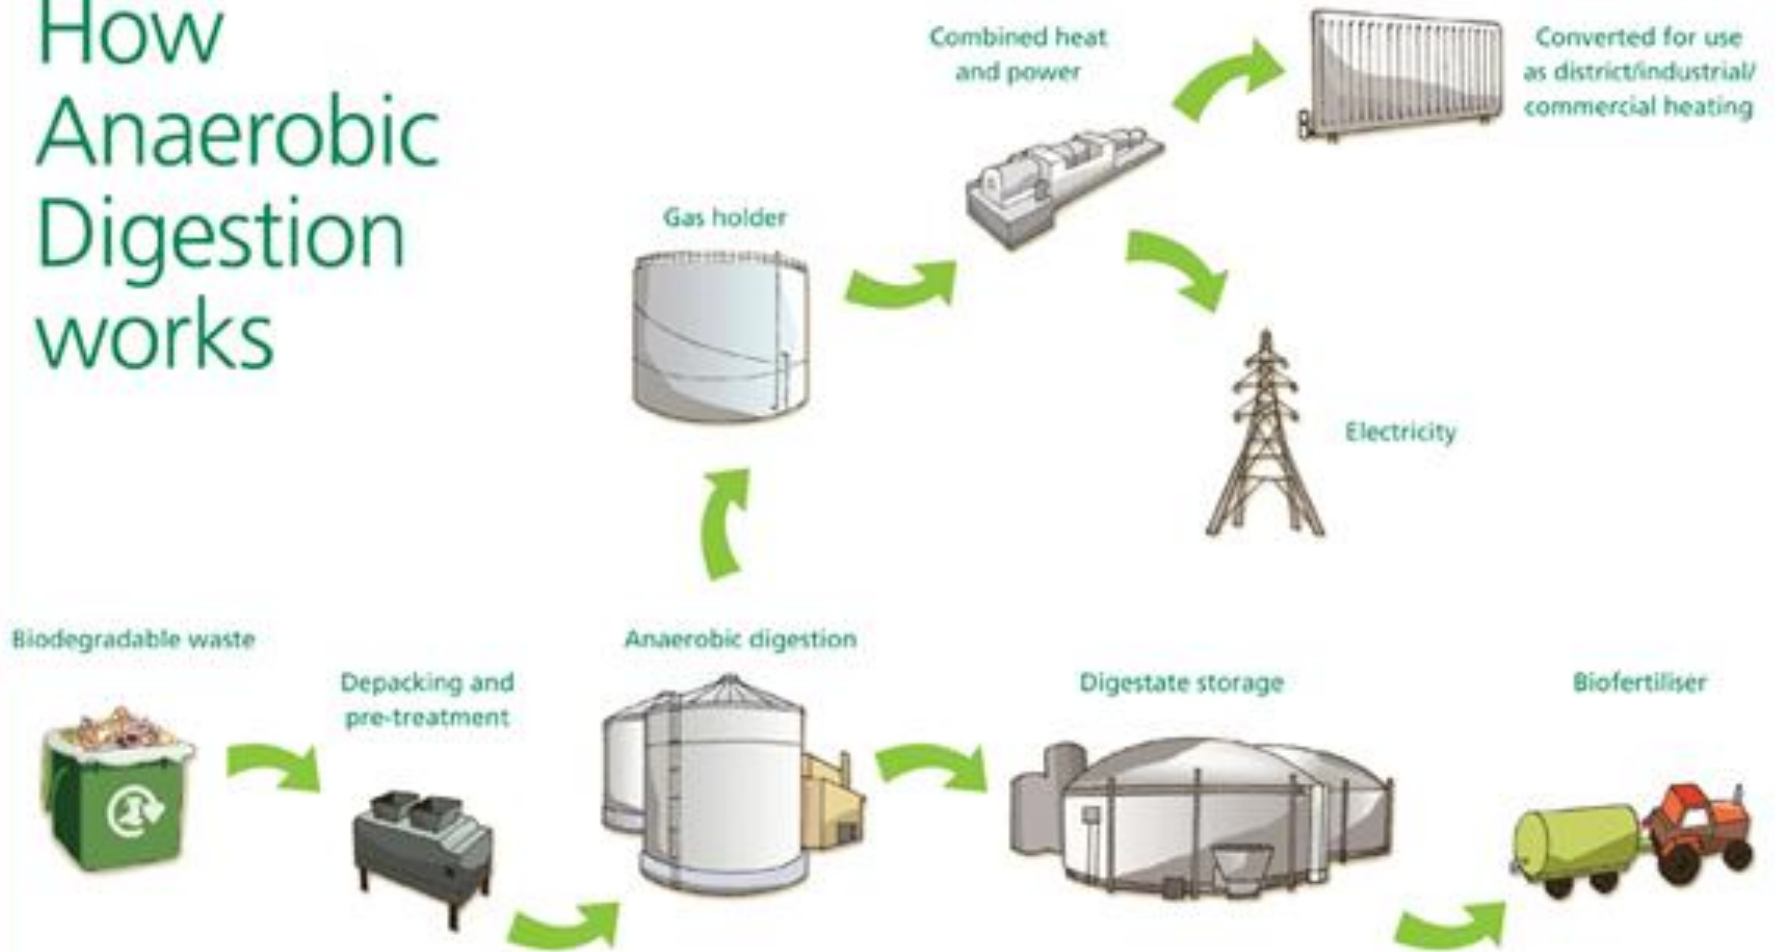 How
Anaerobic
Digestion
works
Combined heat
and power
Converted for use
as district/industrial/
commercial heating
Gas holder
Electricity
Biodegradable waste
Depacking and
pre-treatment
Anaerobic digestion
Digestate storage
Biofertiliser